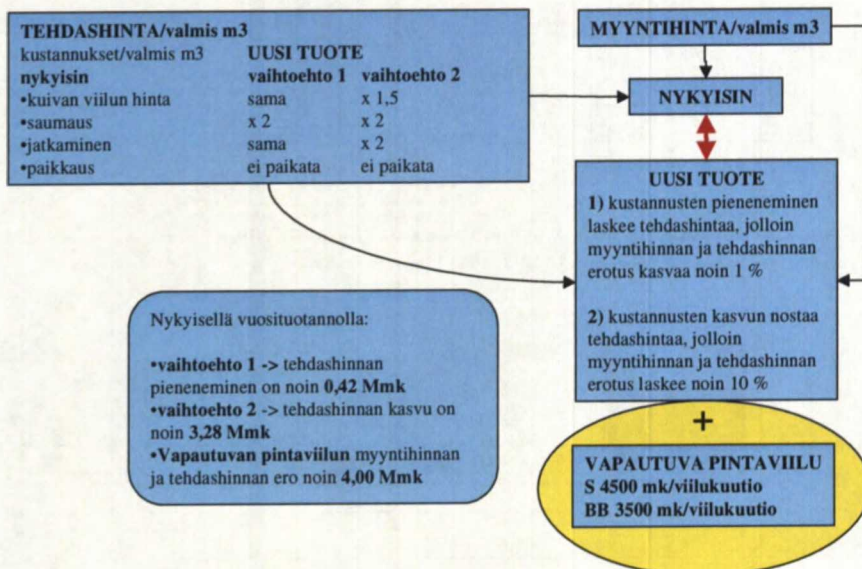 TEHDASHINTA/valmis m3
kustannukset/valmis m3 UUSI TUOTE
nykyisin vaihtoehto 1 vaihtoehto 2
•kuivan viilun hinta sama x 1,5
•saumaus x 2 x 2
•jatkaminen sama x 2
•paikkaus ei paikata ei paikata
MYYNTIHINTA/valmis m3
NYKYISIN
UUSI TUOTE
1) kustannusten pieneneminen
laskee tehdashintaa, jolloin
myyntihinnan ja tehdashinnan
erotus kasvaa noin 1 %
2) kustannusten kasvun nostaa
tehdashintaa, jolloin
myyntihinnan ja tehdashinnan
erotus laskee noin 10 %
Nykyisellä vuosituotannolla:
•vaihtoehto 1 -> tehdashinnan
pieneneminen on noin 0,42 Mmk
•vaihtoehto 2 -> tehdashinnan kasvu on
noin 3,28 Mmk
•Vapautuvan pintaviilun myyntihinnan
ja tehdashinnan ero noin 4,00 Mmk
+
VAPAUTUVA PINTAVIILU
S 4500 mk/viilukuutio
BB 3500 mk/viilukuutio